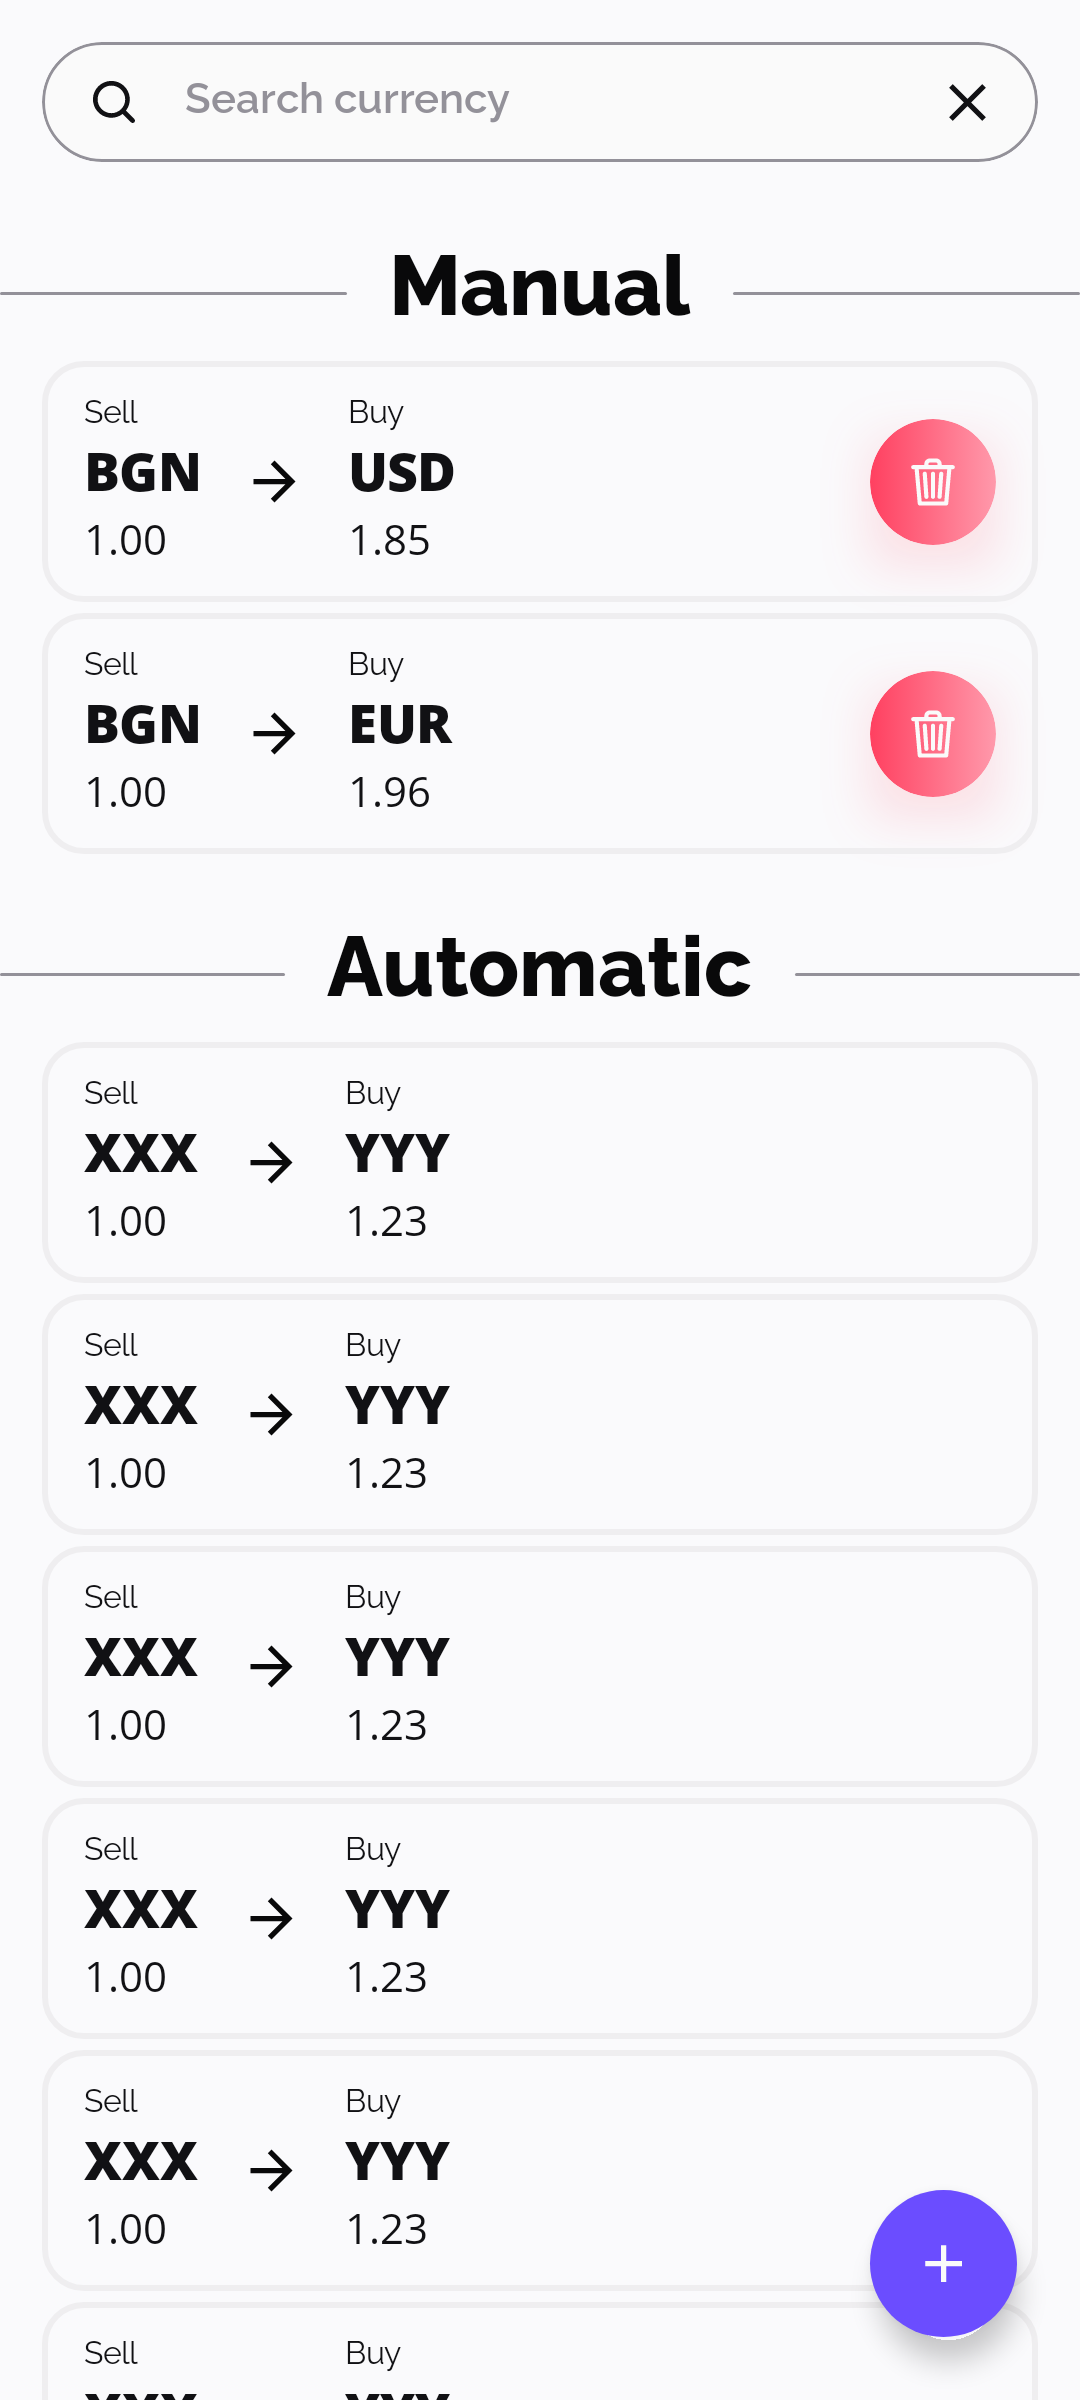 Search currency
Manual
Sell Buy
BGN → USD
1.00 1.85
Sell Buy
BGN → EUR
1.00 1.96
Automatic
Sell Buy
XXX → YYY
1.00 1.23
Sell Buy
XXX → YYY
1.00 1.23
Sell Buy
XXX → YYY
1.00 1.23
Sell Buy
XXX → YYY
1.00 1.23
Sell Buy
XXX → YYY
1.00 1.23
Sell Buy